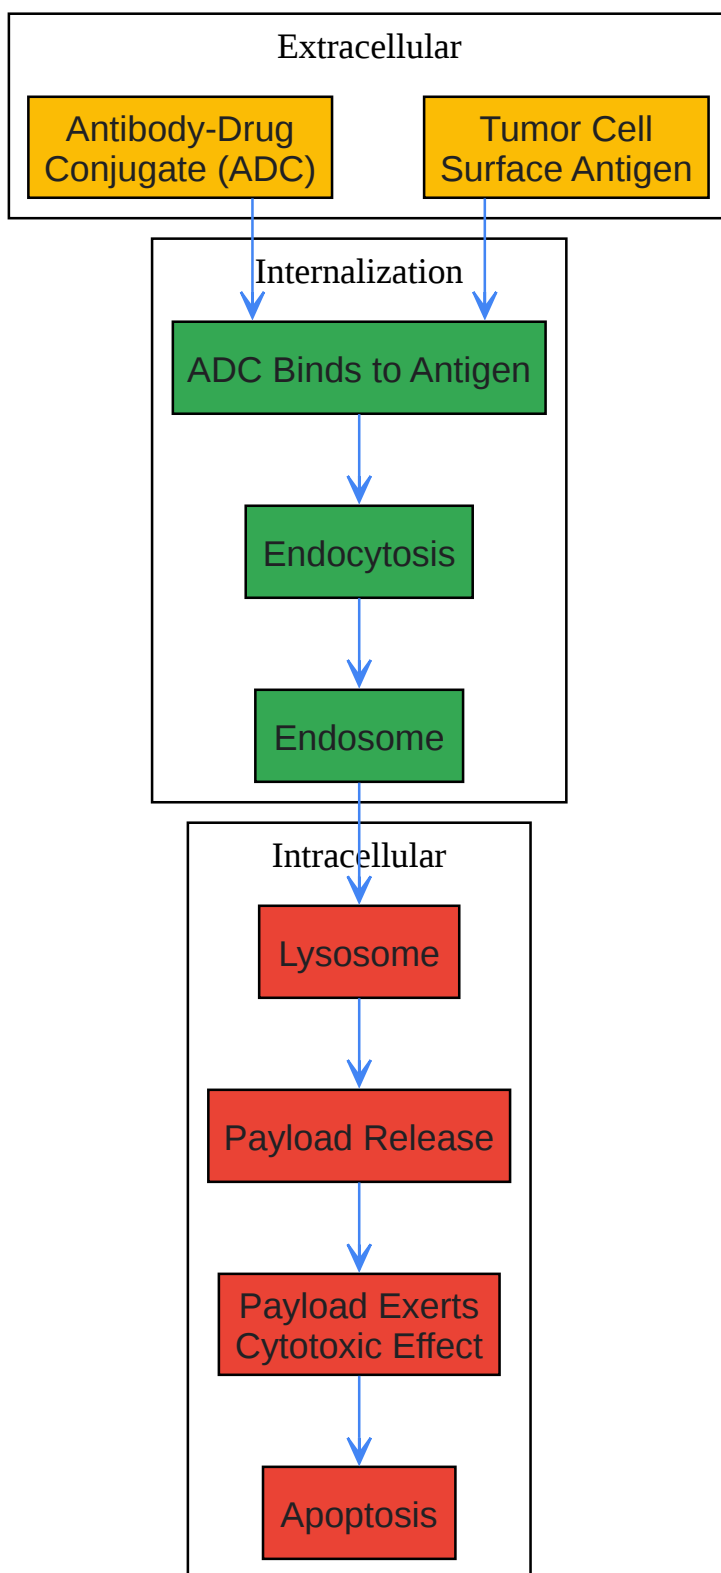 Extracellular
Antibody-Drug
Conjugate (ADC)
Tumor Cell
Surface Antigen
Internalization
ADC Binds to Antigen
Endocytosis
Endosome
Intracellular
Lysosome
Payload Release
Payload Exerts
Cytotoxic Effect
Apoptosis